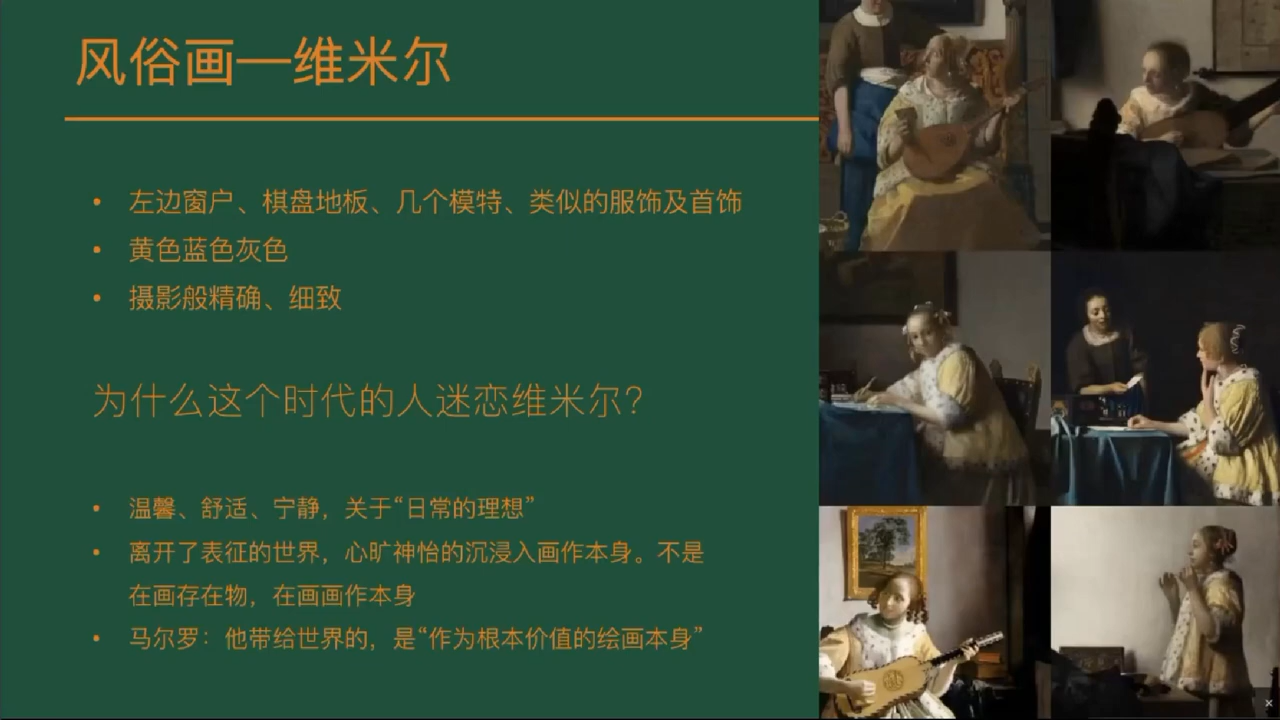 风俗画—维米尔
• 左边窗户、棋盘地板、几个模特、类似的服饰及首饰
• 黄色蓝色灰色
• 摄影般精确、细致
为什么这个时代的人迷恋维米尔?
• 温馨、舒适、宁静，关于“日常的理想”
• 离开了表征的世界，心旷神怡的沉浸入画作本身。不是
在画存在物，在画画作本身
• 马尔罗：他带给世界的，是“作为根本价值的绘画本身”